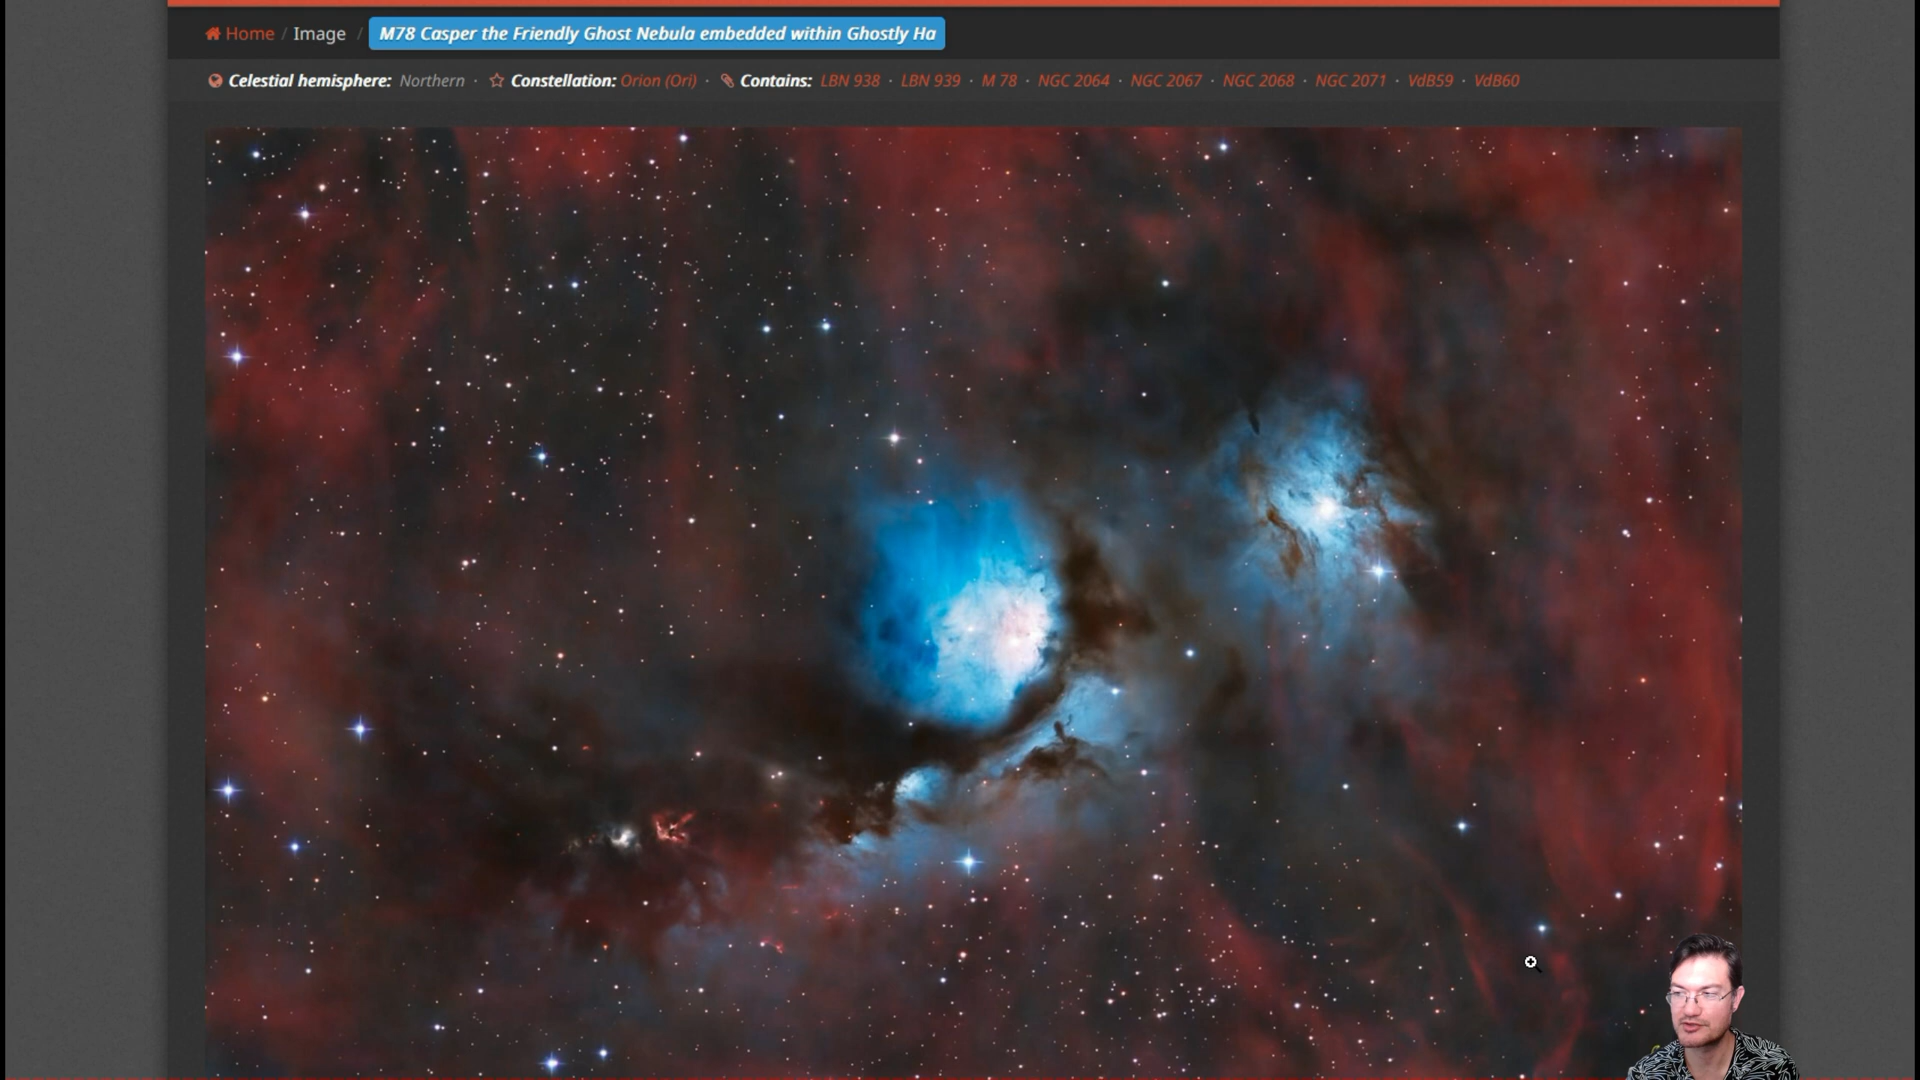 Home / Image / M78 Casper the Friendly Ghost Nebula embedded within Ghostly Ha
Celestial hemisphere: Northern · Constellation: Orion (Ori) · Contains: LBN 938 · LBN 939 · M 78 · NGC 2064 · NGC 2067 · NGC 2068 · NGC 2071 · VdB59 · VdB60